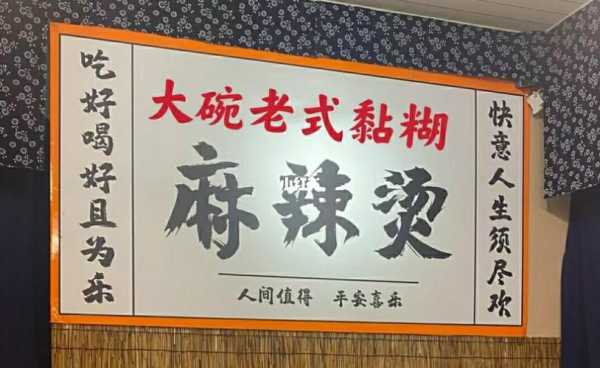 大碗老式黏糊
麻辣烫
人间值得 平安喜乐
吃好喝好且为乐
快意人生须尽欢